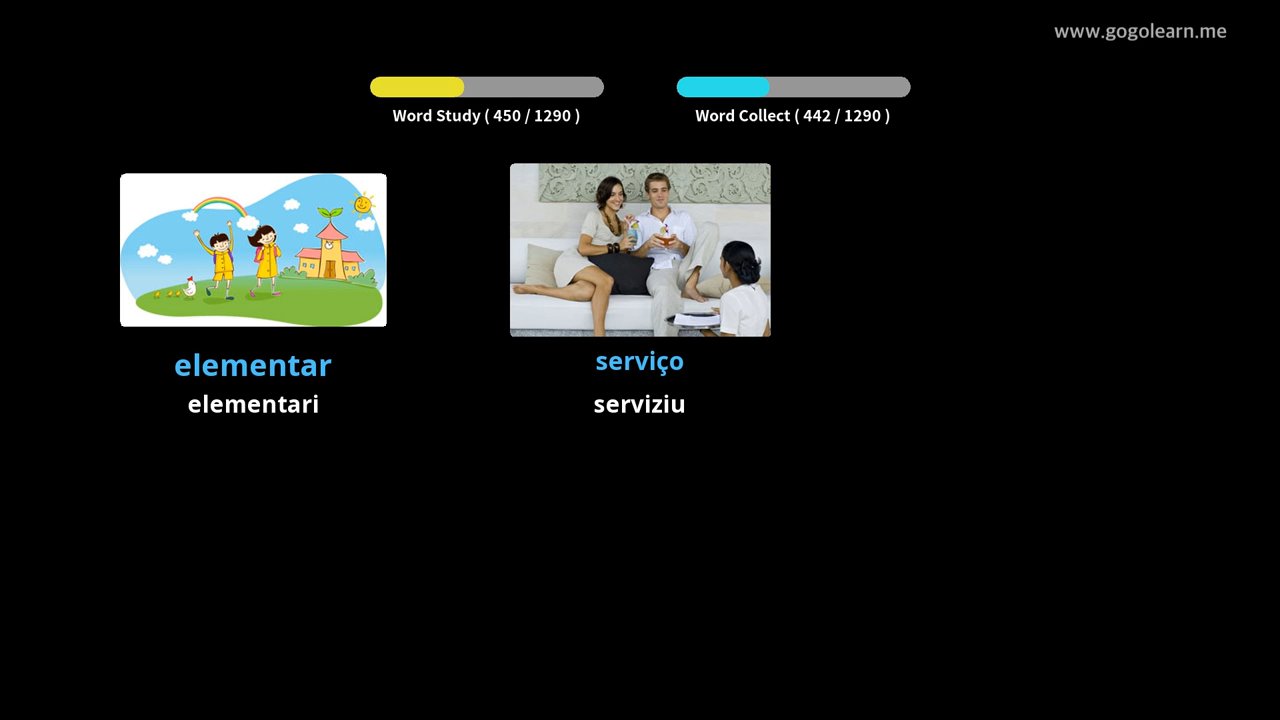 www.gogolearn.me
Word Study ( 450 / 1290 )
Word Collect ( 442 / 1290 )
elementar
elementari
serviço
serviziu